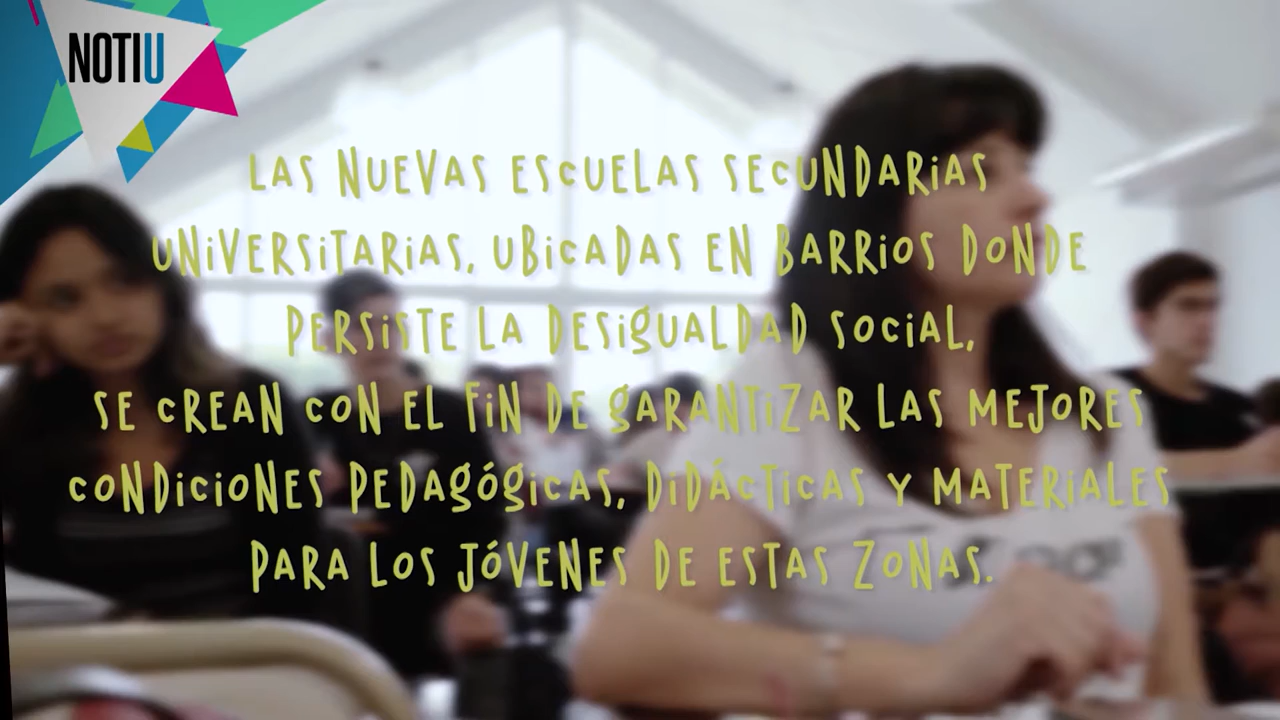 NOTIU
LAS NUEVAS ESCUELAS SECUNDARIAS
UNIVERSITARIAS, UBICADAS EN BARRIOS DONDE
PERSISTE LA DESIGUALDAD SOCIAL,
SE CREAN CON EL FIN DE GARANTIZAR LAS MEJORES
CONDICIONES PEDAGÓGICAS, DIDÁCTICAS Y MATERIALES
PARA LOS JÓVENES DE ESTAS ZONAS.